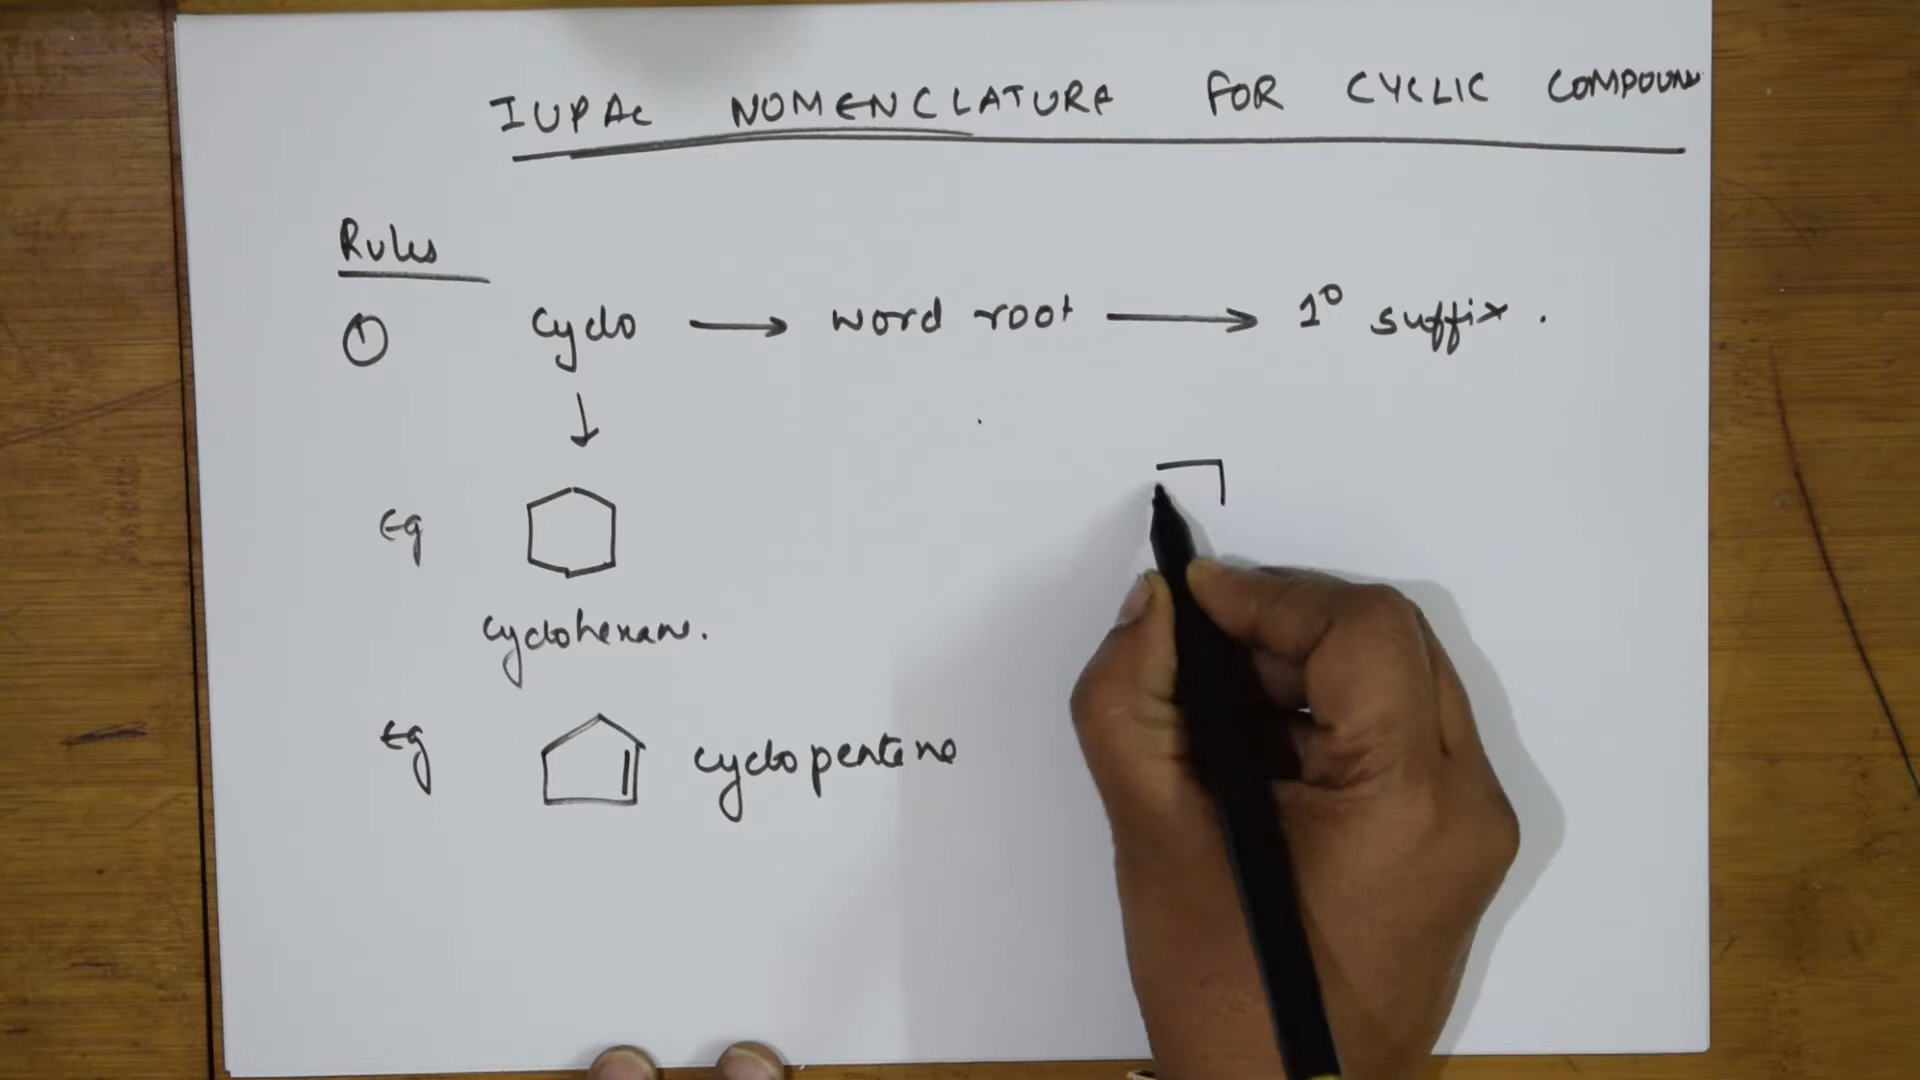 IUPAC NOMENCLATURE FOR CYCLIC COMPOUN
Rules
① Cyclo → word root → 1° suffix.
↓
Eg
cyclohexane.
Eg cyclopentene